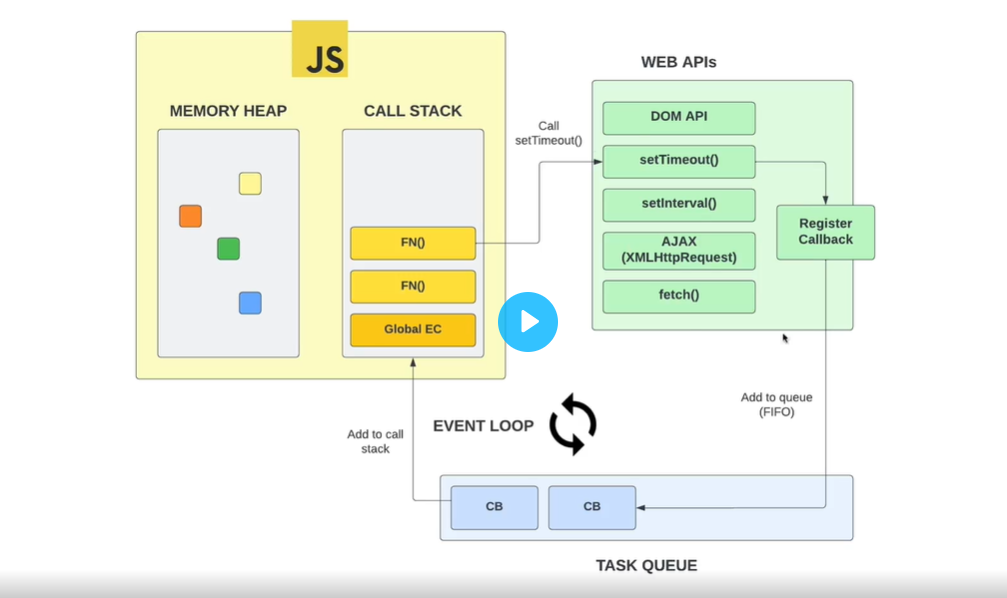 JS
MEMORY HEAP
CALL STACK
FN()
FN()
Global EC
Call
setTimeout()
WEB APIs
DOM API
setTimeout()
setInterval()
AJAX
(XMLHttpRequest)
fetch()
Register
Callback
Add to queue
(FIFO)
Add to call
stack
EVENT LOOP
CB
CB
TASK QUEUE